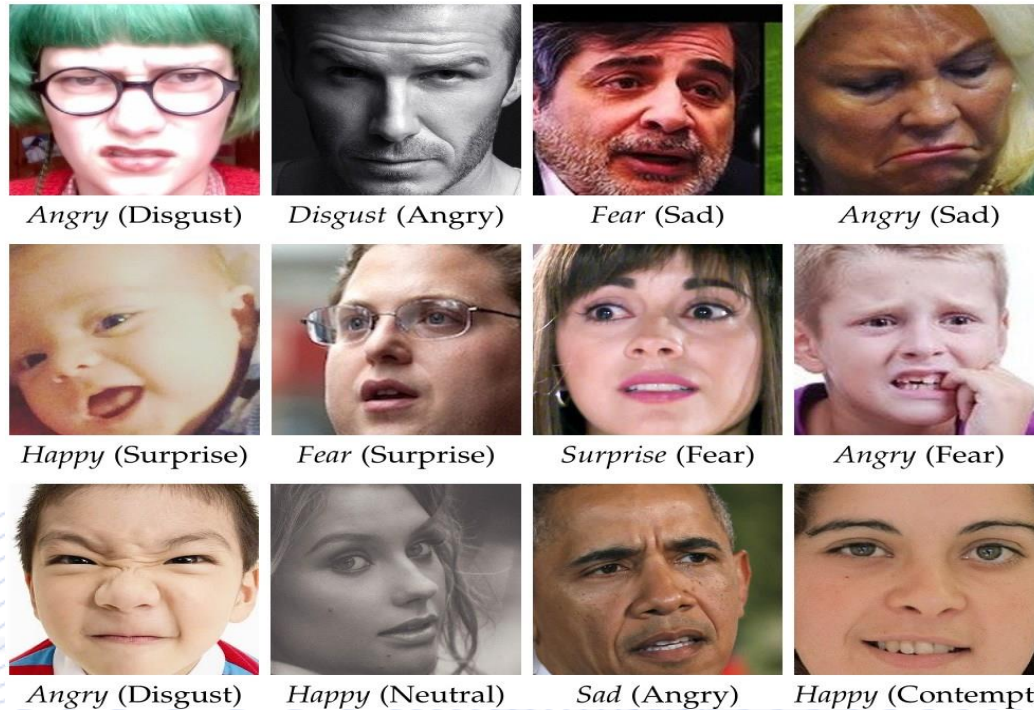 Angry (Disgust) Disgust (Angry) Fear (Sad) Angry (Sad)
Happy (Surprise) Fear (Surprise) Surprise (Fear) Angry (Fear)
Angry (Disgust) Happy (Neutral) Sad (Angry) Happy (Contempt